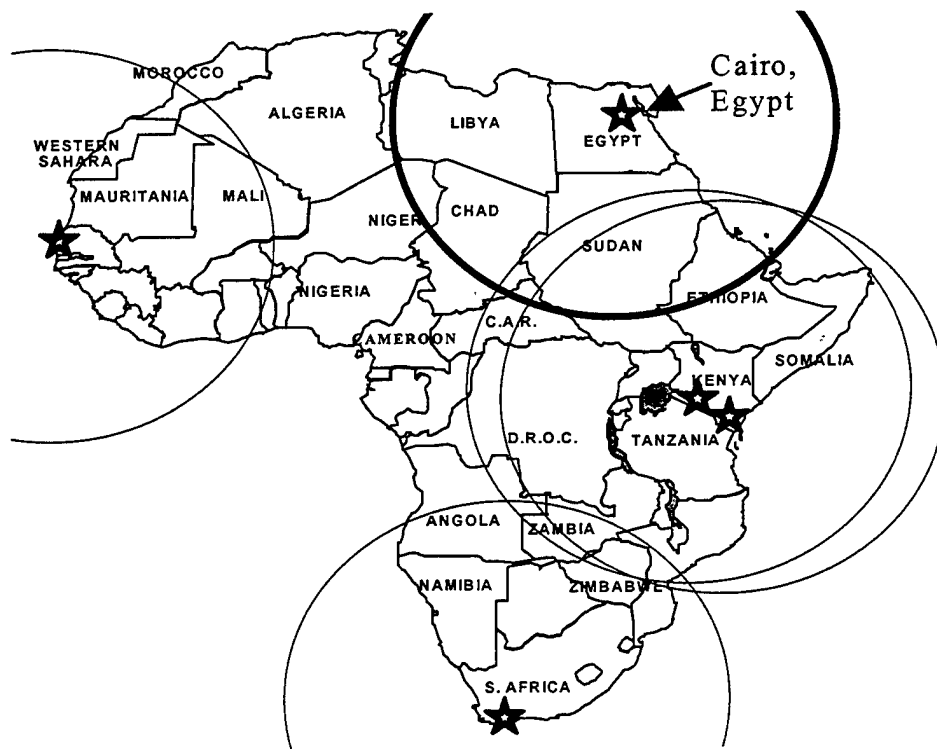 Cairo,
Egypt
MOROCCO
ALGERIA
LIBYA
EGYPT
WESTERN
SAHARA
MAURITANIA
MALI
NIGER
CHAD
SUDAN
NIGERIA
ETHIOPIA
C.A.R.
CAMEROON
SOMALIA
KENYA
D.R.O.C.
TANZANIA
ANGOLA
ZAMBIA
NAMIBIA
ZIMBABWE
S. AFRICA